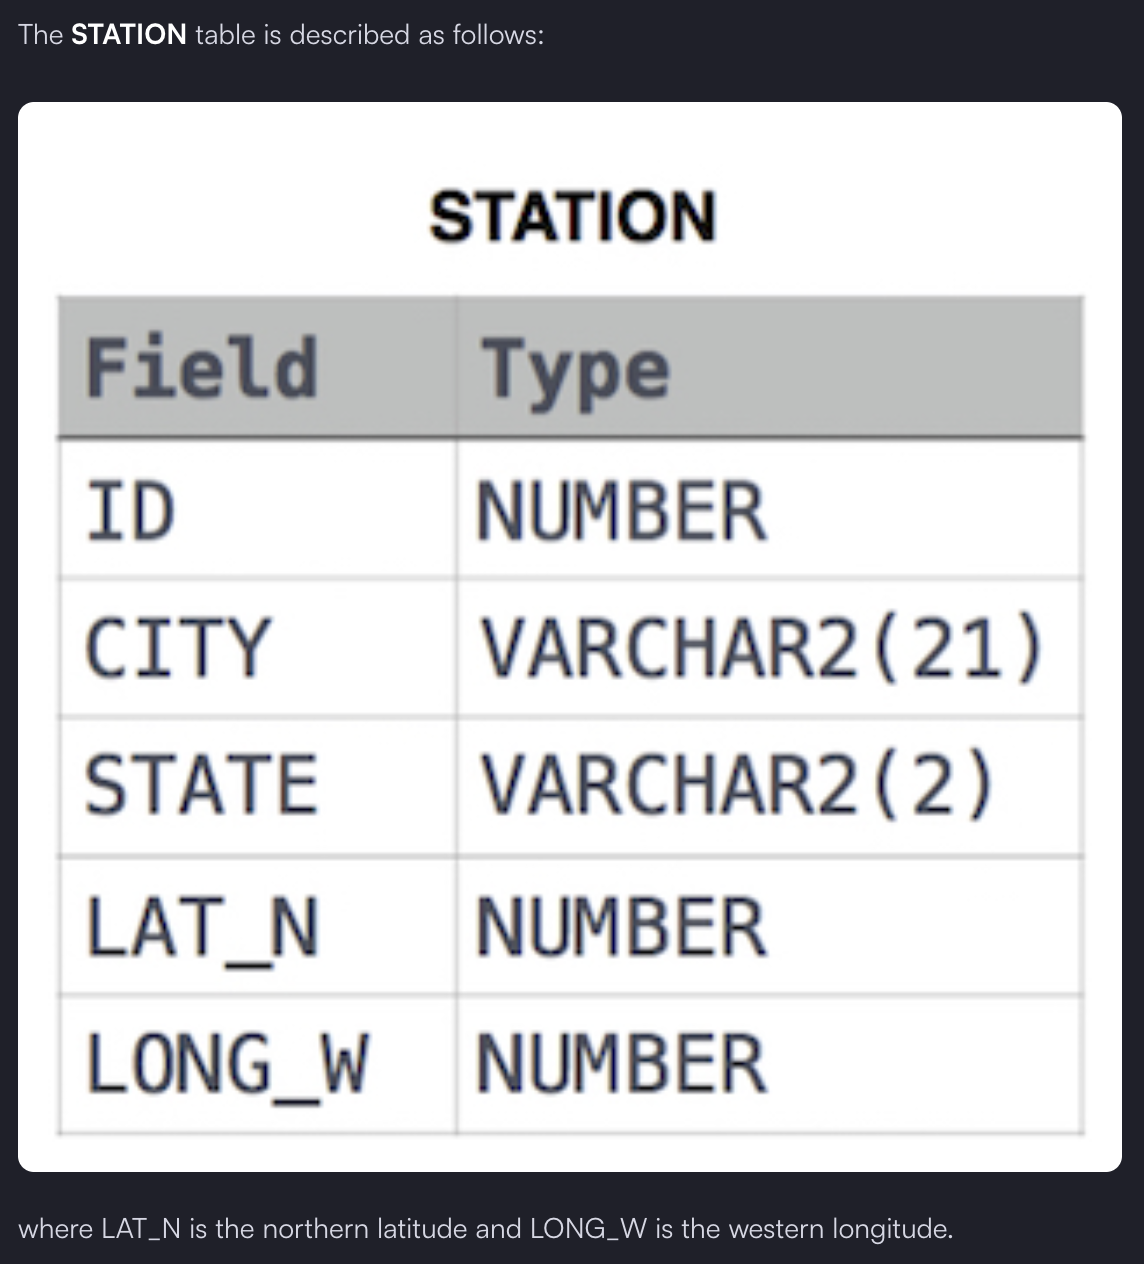 The STATION table is described as follows:
STATION
Field Type
ID NUMBER
CITY VARCHAR2(21)
STATE VARCHAR2(2)
LAT_N NUMBER
LONG_W NUMBER
where LAT_N is the northern latitude and LONG_W is the western longitude.